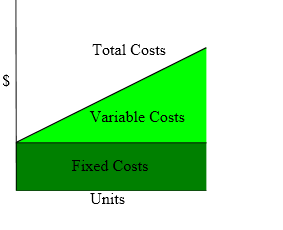 Total Costs
$
Variable Costs
Fixed Costs
Units